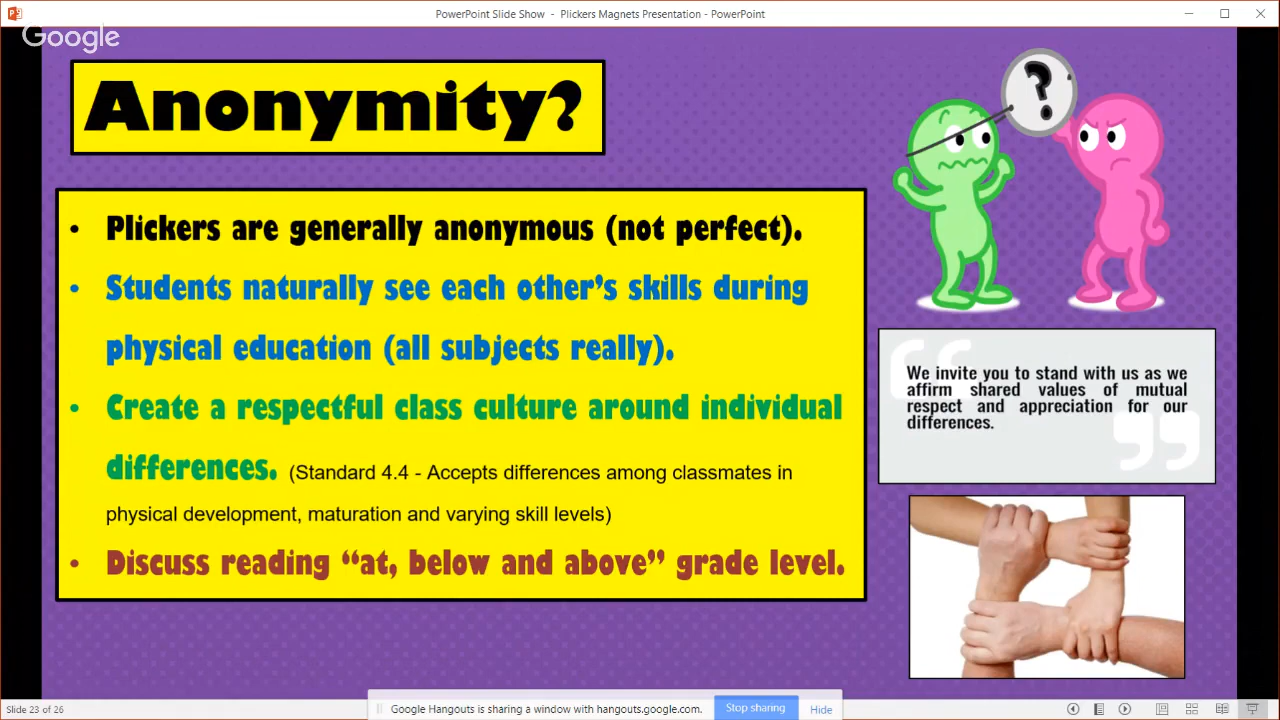 PowerPoint Slide Show - Plickers Magnets Presentation - PowerPoint
Google
Anonymity?
?
• Plickers are generally anonymous (not perfect).
• Students naturally see each other’s skills during
physical education (all subjects really).
• Create a respectful class culture around individual
differences. (Standard 4.4 - Accepts differences among classmates in
physical development, maturation and varying skill levels)
• Discuss reading “at, below and above” grade level.
We invite you to stand with us as we
affirm shared values of mutual
respect and appreciation for our
differences.
Slide 23 of 26
Google Hangouts is sharing a window with hangouts.google.com.
Stop sharing
Hide